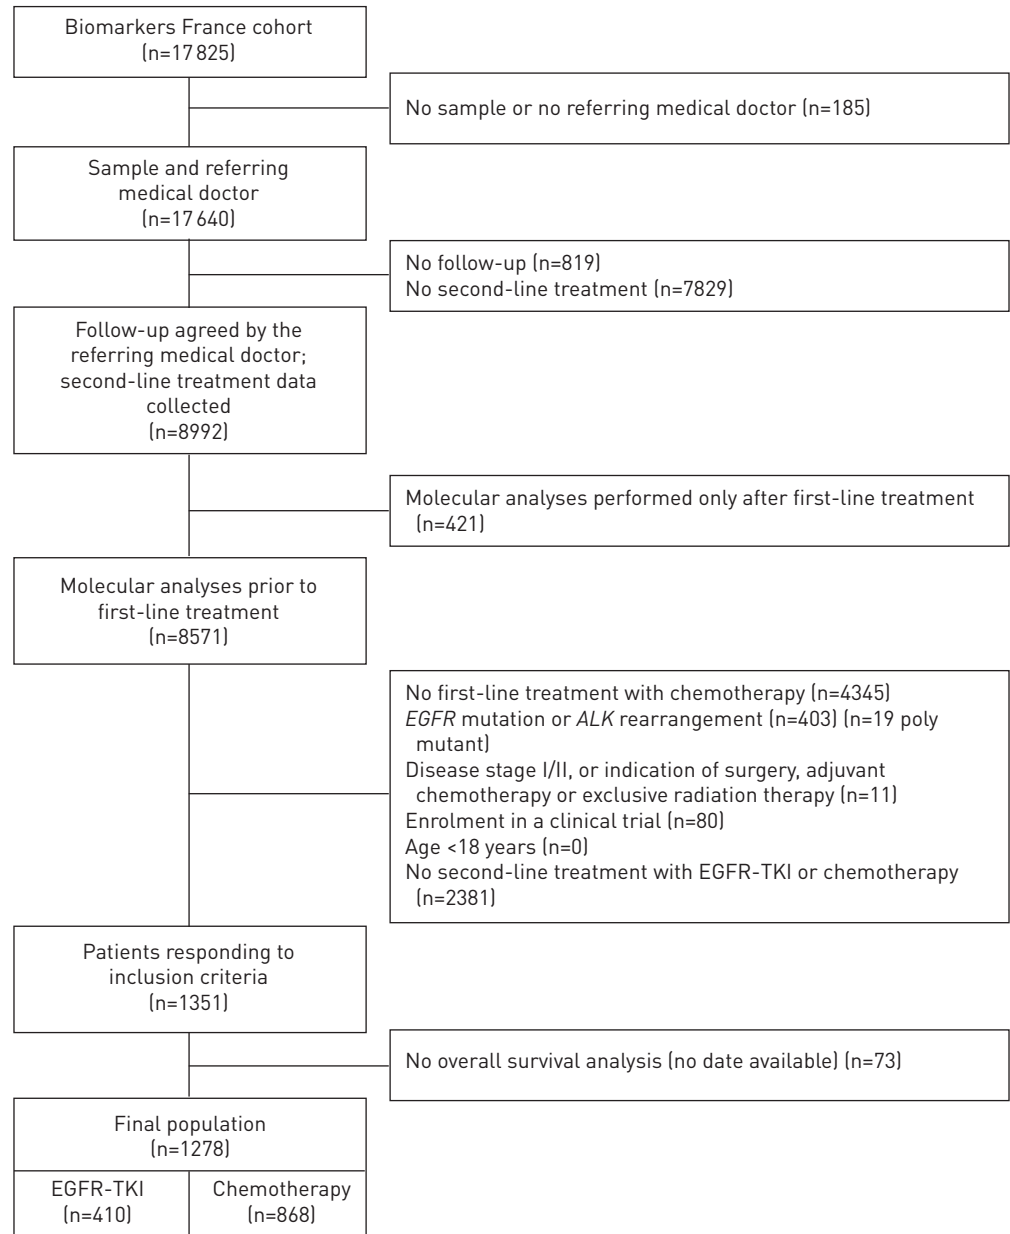 Biomarkers France cohort
(n=17 825)
No sample or no referring medical doctor (n=185)
Sample and referring
medical doctor
(n=17 640)
No follow-up (n=819)
No second-line treatment (n=7829)
Follow-up agreed by the
referring medical doctor;
second-line treatment data
collected
(n=8992)
Molecular analyses performed only after first-line treatment
(n=421)
Molecular analyses prior to
first-line treatment
(n=8571)
No first-line treatment with chemotherapy (n=4345)
EGFR mutation or ALK rearrangement (n=403) (n=19 poly
mutant)
Disease stage I/II, or indication of surgery, adjuvant
chemotherapy or exclusive radiation therapy (n=11)
Enrolment in a clinical trial (n=80)
Age <18 years (n=0)
No second-line treatment with EGFR-TKI or chemotherapy
(n=2381)
Patients responding to
inclusion criteria
(n=1351)
No overall survival analysis (no date available) (n=73)
Final population
(n=1278)
EGFR-TKI
(n=410)
Chemotherapy
(n=868)